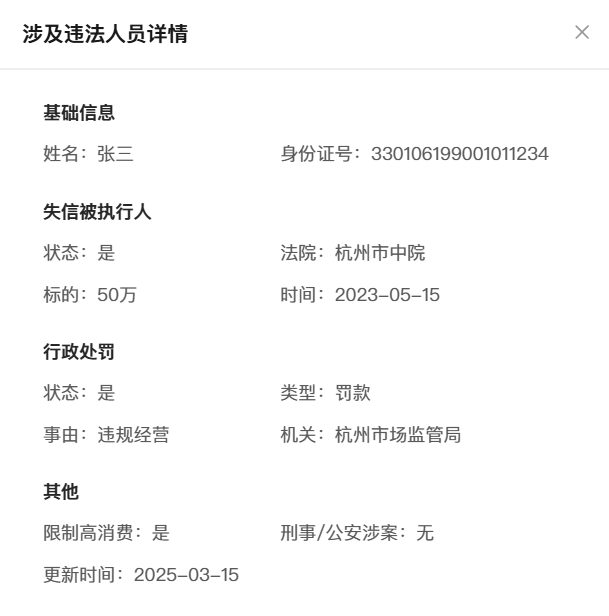 涉及违法人员详情
基础信息
姓名：张三 身份证号：330106199001011234
失信被执行人
状态：是 法院：杭州市中院
标的：50万 时间：2023-05-15
行政处罚
状态：是 类型：罚款
事由：违规经营 机关：杭州市场监管局
其他
限制高消费：是 刑事/公安涉案：无
更新时间：2025-03-15